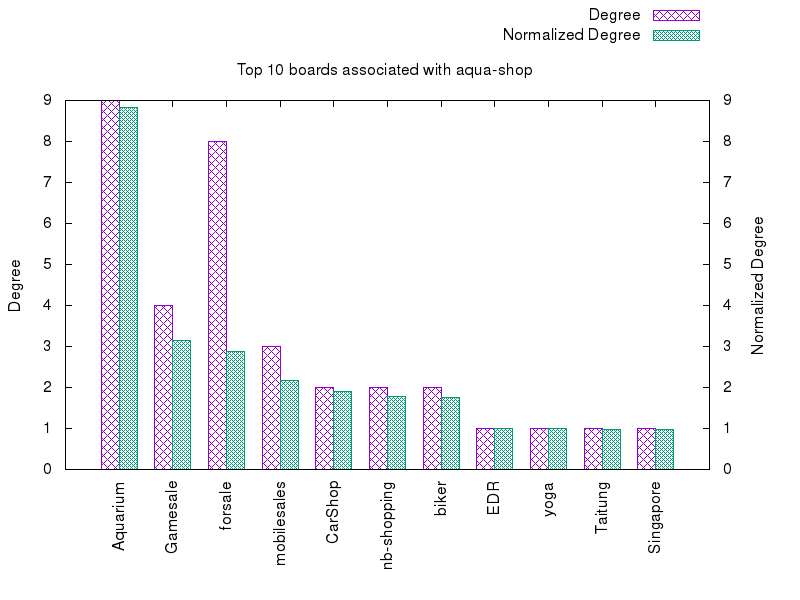 Degree
Normalized Degree
Top 10 boards associated with aqua-shop
9
8
7
6
5
4
3
2
1
0
9
8
7
6
5
4
3
2
1
0
Degree
Normalized Degree
Aquarium
Gamesale
forsale
mobilesales
CarShop
nb-shopping
biker
EDR
yoga
Taitung
Singapore